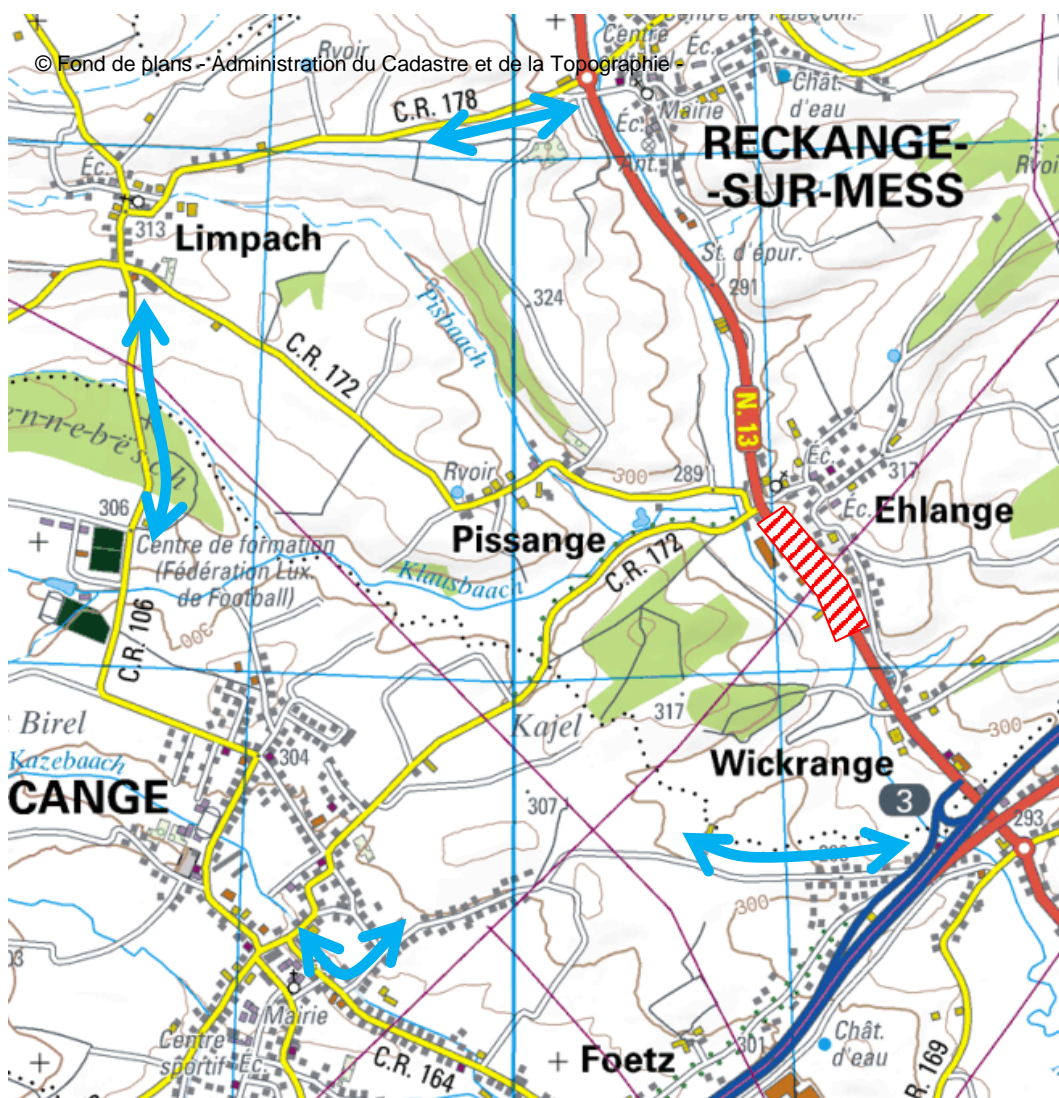 Centre de Télécom.
Centre
Rvoir
Éc.
© Fond de plans - Administration du Cadastre et de la Topographie -
Chât.
d'eau
C.R. 178
Mairie
Éc.
Ant.
RECKANGE-
-SUR-MESS
Rvoir
Éc.
313
Limpach
St. d'épur.
291
324
Pisbaach
C.R. 172
N. 13
Éc.
317
300
289
Rvoir
Éc.
Ehlange
306
Pissange
Centre de formation
(Fédération Lux.
de Football)
Klausbaach
C.R. 172
300
C.R. 106
Birel
Kajel
317
300
Kazebaach
304
Wickrange
CANGE
307
3
293
300
Mairie
Centre
sportif
Éc.
C.R. 164
Foetz
301
Chât.
d'eau
R. 169